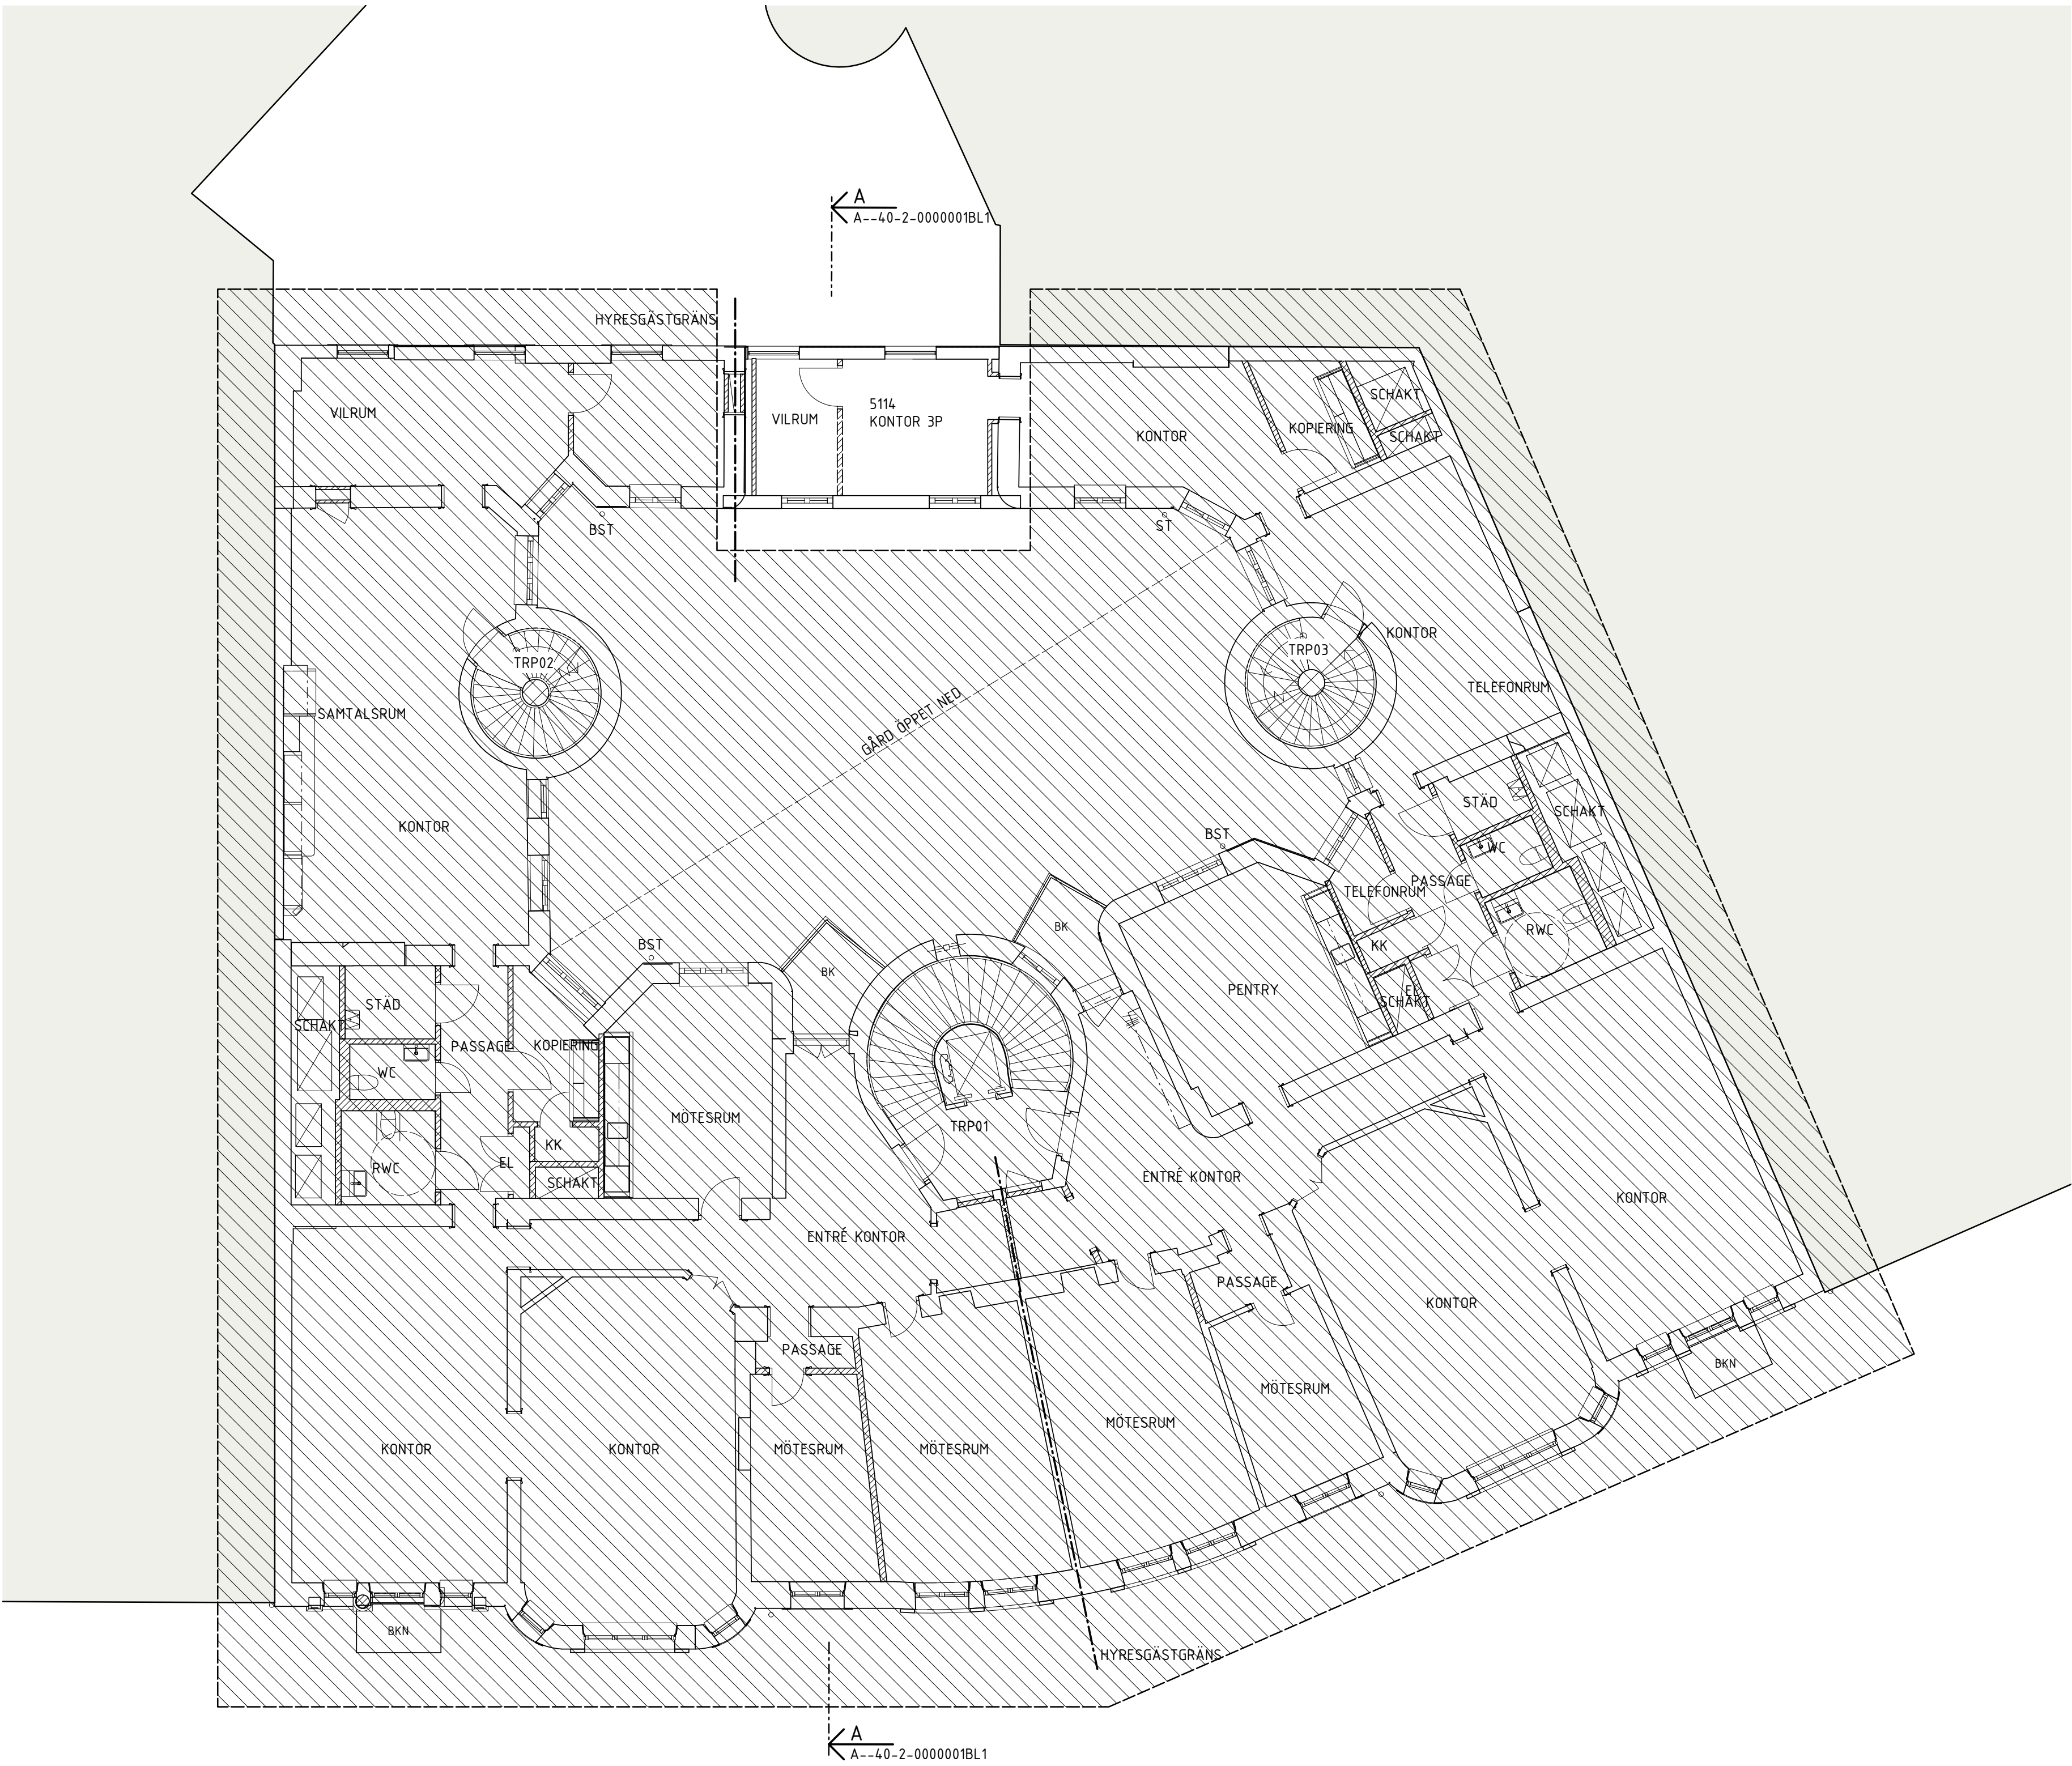 A
A--40-2-0000001BL1
HYRESGÄSTGRÄNS
VILRUM
VILRUM
5114
KONTOR 3P
KONTOR
KOPIERING
SCHAKT
SCHAKT
BST
ST
TRP02
TRP03
KONTOR
TELEFONRUM
SAMTALSRUM
GÅRD ÖPPET NED
KONTOR
STÄD
SCHAKT
WC
BST
TELEFONRUM
PASSAGE
RWC
KK
EL
SCHAKT
PENTRY
BK
BK
BST
STÄD
SCHAKT
PASSAGE
KOPIERING
WC
MÖTESRUM
TRP01
KK
EL
RWC
SCHAKT
ENTRÉ KONTOR
ENTRÉ KONTOR
KONTOR
PASSAGE
KONTOR
PASSAGE
BKN
MÖTESRUM
MÖTESRUM
KONTOR
KONTOR
MÖTESRUM
MÖTESRUM
BKN
HYRESGÄSTGRÄNS
A
A--40-2-0000001BL1